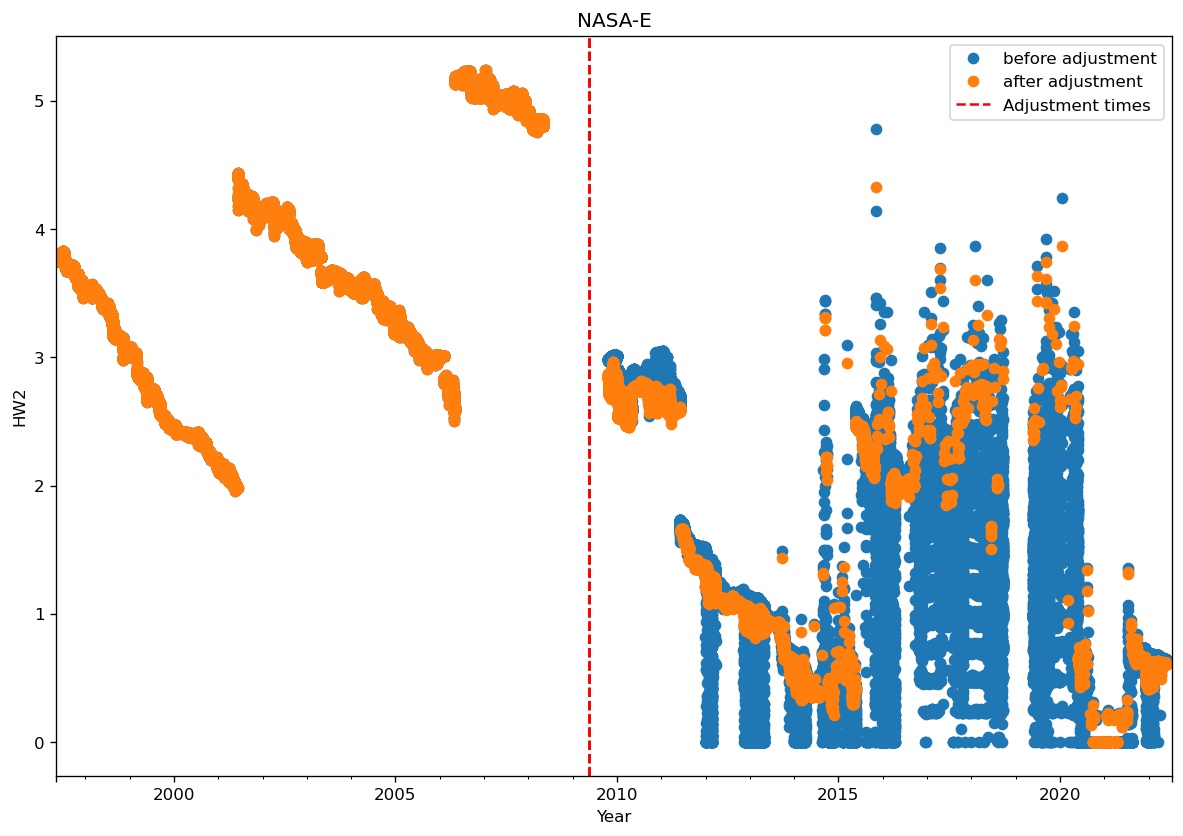 NASA-E
before adjustment
after adjustment
Adjustment times
HW2
5
4
3
2
1
0
2000 2005 2010 2015 2020
Year